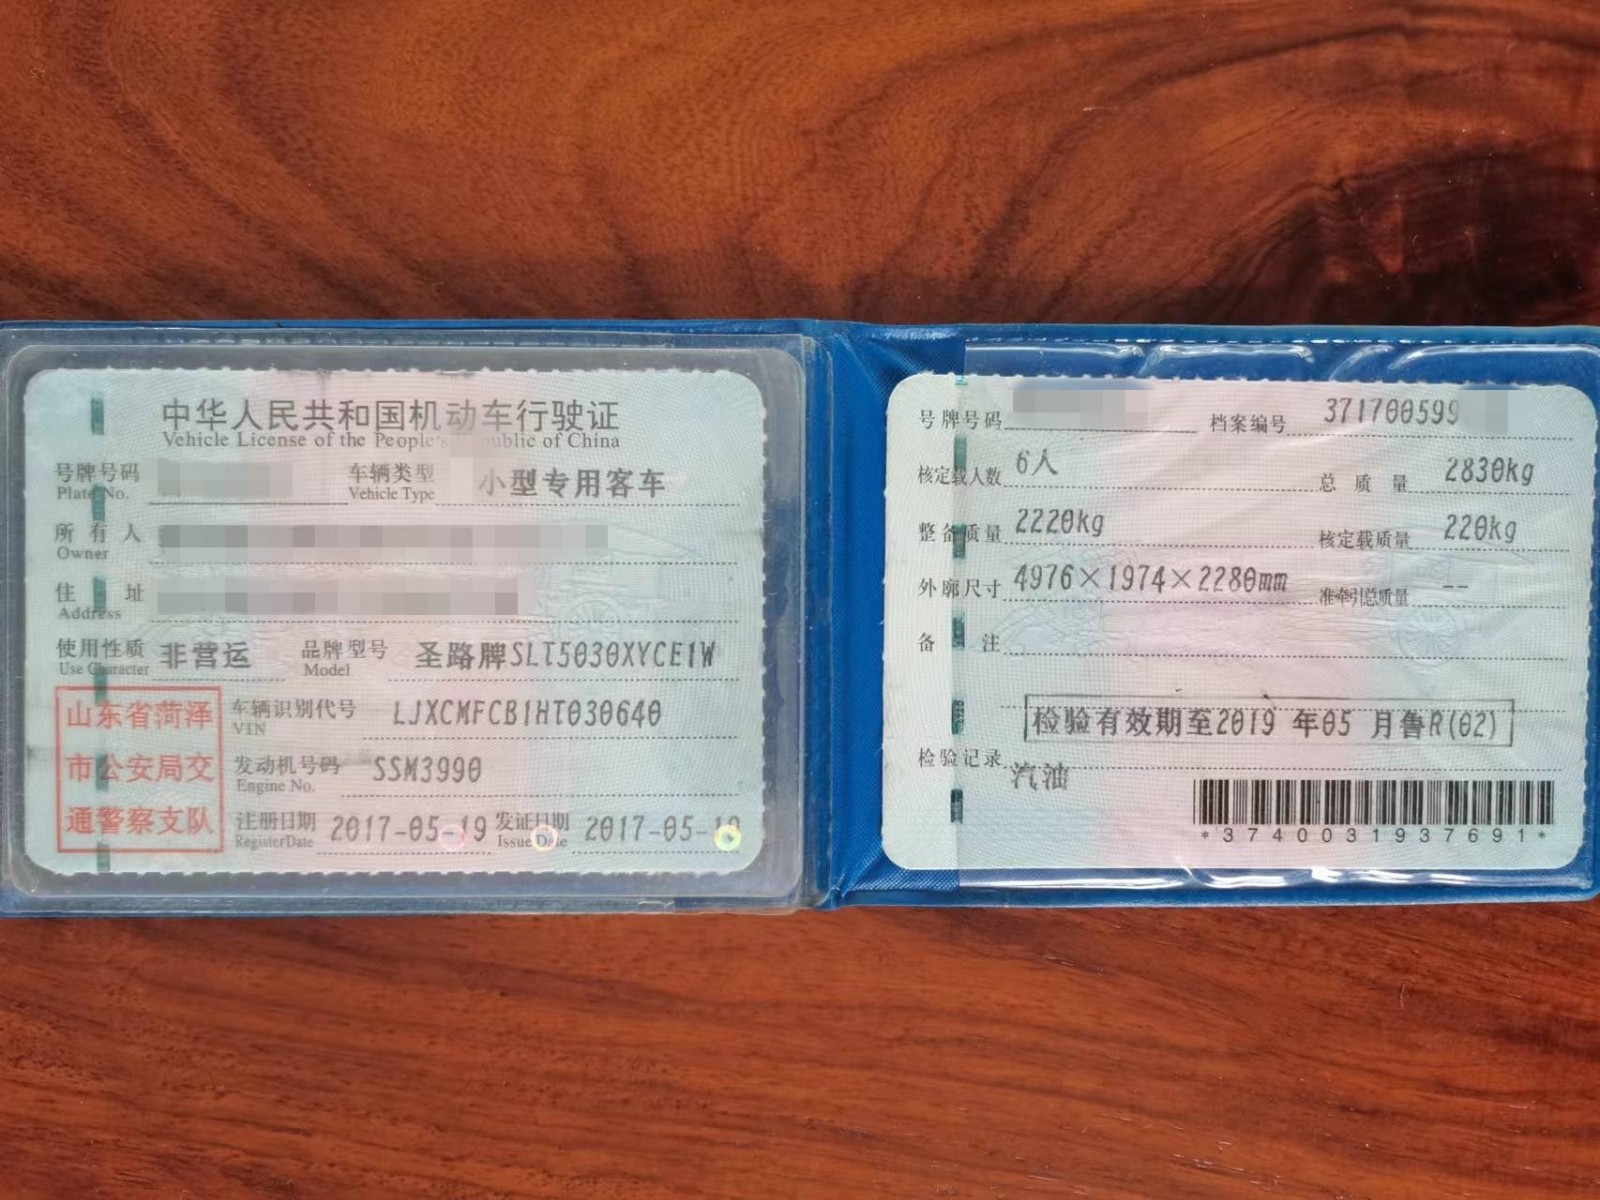 中华人民共和国机动车行驶证
Vehicle License of the People's Republic of China
号牌号码
Plate No.
车辆类型 小型专用客车
Vehicle Type
所有人
Owner
住址
Address
使用性质 非营运 品牌型号 圣路牌SLT5030XYCE1W
Use Character Model
山东省菏泽
市公安局交
通警察支队
车辆识别代号 LJXCMFCB1HT030640
VIN
发动机号码 SSM3990
Engine No.
注册日期 2017-05-19 发证日期 2017-05-19
Register Date Issue Date
号牌号码 档案编号 371700599
核定载人数 6人 总质量 2830kg
整备质量 2220kg 核定载质量 220kg
外廓尺寸 4976×1974×2280mm 准牵引总质量 --
备注
检验有效期至2019年05月鲁R(02)
检验记录
汽油
*3740031937691*